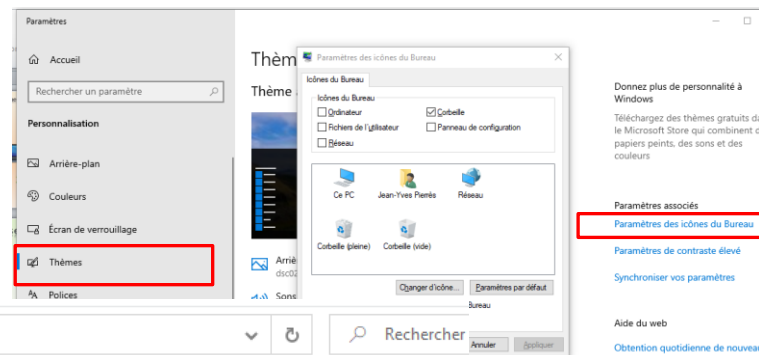 Paramètres
Accueil
Rechercher un paramètre
Personnalisation
Arrière-plan
Couleurs
Écran de verrouillage
Thèmes
Polices
Thèm
Thème
Arriè
dsc02
Sons
Paramètres des icônes du Bureau
Icônes du Bureau
Icônes du Bureau
Ordinateur
Corbeille
Fichiers de l'utilisateur
Panneau de configuration
Réseau
Ce PC
Jean-Yves Pierrés
Réseau
Corbeille (pleine)
Corbeille (vide)
Changer d'icône...
Paramètres par défaut
Bureau
Annuler
Appliquer
Rechercher
Donnez plus de personnalité à
Windows
Téléchargez des thèmes gratuits da
le Microsoft Store qui combinent d
papiers peints, des sons et des
couleurs
Paramètres associés
Paramètres des icônes du Bureau
Paramètres de contraste élevé
Synchroniser vos paramètres
Aide du web
Obtention quotidienne de nouveau